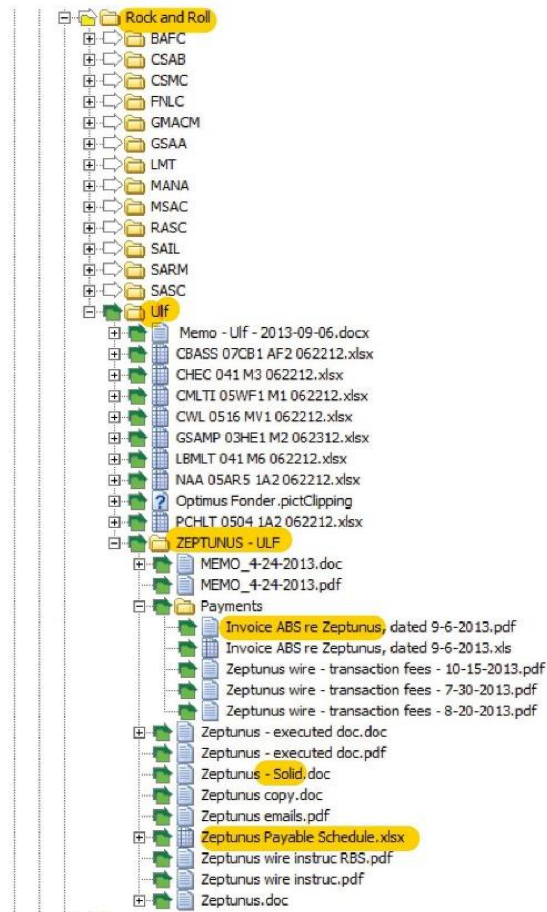 Rock and Roll
BAFC
CSAB
CSMC
FNLC
GMACM
GSAA
LMT
MANA
MSAC
RASC
SAIL
SARM
SASC
Ulf
Memo - Ulf - 2013-09-06.docx
CBASS 07CB1 AF2 062212.xlsx
CHEC 041 M3 062212.xlsx
CMLTI 05WF1 M1 062212.xlsx
CWL 0516 MV1 062212.xlsx
GSAMP 03HE1 M2 062312.xlsx
LBMLT 041 M6 062212.xlsx
NAA 05AR5 1A2 062212.xlsx
Optimus Fonder.pictClipping
PCHLT 0504 1A2 062212.xlsx
ZEPTUNUS - ULF
MEMO_4-24-2013.doc
MEMO_4-24-2013.pdf
Payments
Invoice ABS re Zeptunus, dated 9-6-2013.pdf
Invoice ABS re Zeptunus, dated 9-6-2013.xls
Zeptunus wire - transaction fees - 10-15-2013.pdf
Zeptunus wire - transaction fees - 7-30-2013.pdf
Zeptunus wire - transaction fees - 8-20-2013.pdf
Zeptunus - executed doc.doc
Zeptunus - executed doc.pdf
Zeptunus - Solid.doc
Zeptunus copy.doc
Zeptunus emails.pdf
Zeptunus Payable Schedule.xlsx
Zeptunus wire instruc RBS.pdf
Zeptunus wire instruc.pdf
Zeptunus.doc